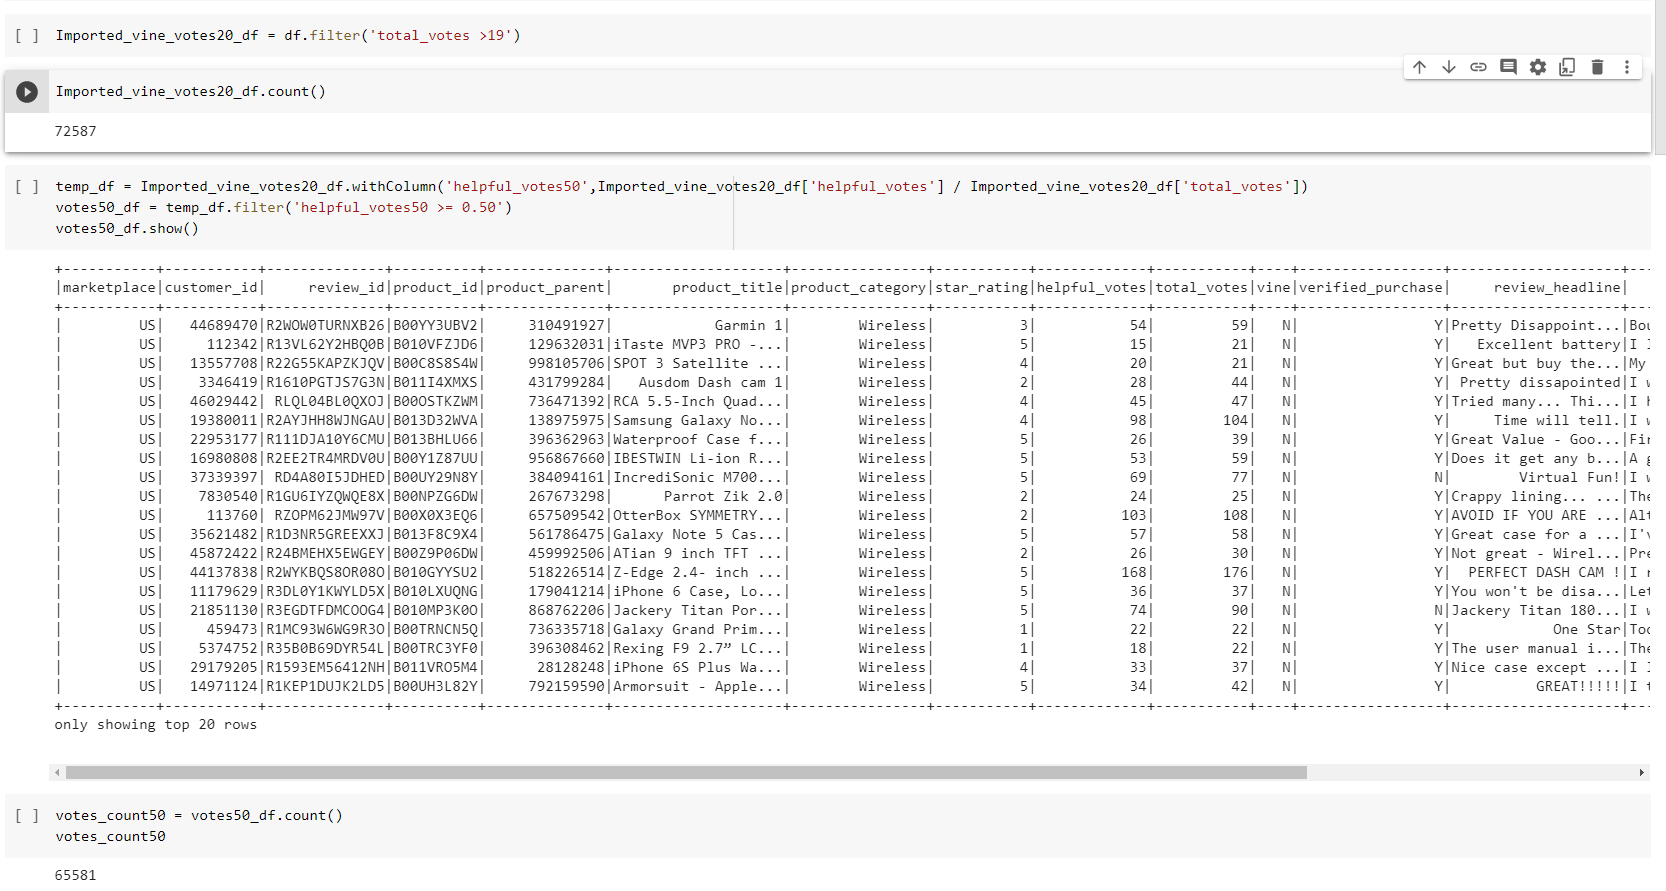 [ ] Imported_vine_votes20_df = df.filter('total_votes >19')
Imported_vine_votes20_df.count()
72587
[ ] temp_df = Imported_vine_votes20_df.withColumn('helpful_votes50',Imported_vine_votes20_df['helpful_votes'] / Imported_vine_votes20_df['total_votes'])
votes50_df = temp_df.filter('helpful_votes50 >= 0.50')
votes50_df.show()
+-----------+-----------+--------------+----------+--------------+--------------------+----------------+-----------+-------------+-----------+----+-----------------+--------------------+---
|marketplace|customer_id|     review_id|product_id|product_parent|       product_title|product_category|star_rating|helpful_votes|total_votes|vine|verified_purchase|     review_headline|
+-----------+-----------+--------------+----------+--------------+--------------------+----------------+-----------+-------------+-----------+----+-----------------+--------------------+---
|         US|   44689470|R2WOW0TURNXB26|B00YY3UBV2|     310491927|            Garmin 1|        Wireless|          3|           54|         59|   N|                Y|Pretty Disappoint...|Bou
|         US|     112342|R13VL62Y2HBQ0B|B010VFZJD6|     129632031|iTaste MVP3 PRO -...|        Wireless|          5|           15|         21|   N|                Y|   Excellent battery|I l
|         US|   13557708|R22G55KAPZKJQV|B00C8S8S4W|     998105706|SPOT 3 Satellite ...|        Wireless|          4|           20|         21|   N|                Y|Great but buy the...|My
|         US|    3346419|R1610PGTJS7G3N|B011I4XMXS|     431799284|   Ausdom Dash cam 1|        Wireless|          2|           28|         44|   N|                Y| Pretty dissapointed|I w
|         US|   46029442| RLQL04BL0QXOJ|B00OSTKZWM|     736471392|RCA 5.5-Inch Quad...|        Wireless|          4|           45|         47|   N|                Y|Tried many... Thi...|I h
|         US|   19380011|R2AYJHH8WJNGAU|B013D32WVA|     138975975|Samsung Galaxy No...|        Wireless|          4|           98|        104|   N|                Y|     Time will tell.|I w
|         US|   22953177|R111DJA10Y6CMU|B013BHLU66|     396362963|Waterproof Case f...|        Wireless|          5|           26|         39|   N|                Y|Great Value - Goo...|Fir
|         US|   16980808|R2EE2TR4MRDV0U|B00Y1Z87UU|     956867660|IBESTWIN Li-ion R...|        Wireless|          5|           53|         59|   N|                Y|Does it get any b...|A g
|         US|   37339397| RD4A80I5JDHED|B00UY29N8Y|     384094161|IncrediSonic M700...|        Wireless|          5|           69|         77|   N|                N|        Virtual Fun!|I w
|         US|    7830540|R1GU6IYZQWQE8X|B00NPZG6DW|     267673298|      Parrot Zik 2.0|        Wireless|          2|           24|         25|   N|                Y|Crappy lining... ...|The
|         US|     113760| RZOPM62JMW97V|B00X0X3EQ6|     657509542|OtterBox SYMMETRY...|        Wireless|          2|          103|        108|   N|                Y|AVOID IF YOU ARE ...|Alt
|         US|   35621482|R1D3NR5GREEXXJ|B013F8C9X4|     561786475|Galaxy Note 5 Cas...|        Wireless|          5|           57|         58|   N|                Y|Great case for a ...|I'v
|         US|   45872422|R24BMEHX5EWGEY|B00Z9P06DW|     459992506|ATian 9 inch TFT ...|        Wireless|          2|           26|         30|   N|                Y|Not great - Wirel...|Pre
|         US|   44137838|R2WYKBQS8OR08O|B010GYYSU2|     518226514|Z-Edge 2.4- inch ...|        Wireless|          5|          168|        176|   N|                Y|  PERFECT DASH CAM !|I r
|         US|   11179629|R3DL0Y1KWYLD5X|B010LXUQNG|     179041214|iPhone 6 Case, Lo...|        Wireless|          5|           36|         37|   N|                Y|You won't be disa...|Let
|         US|   21851130|R3EGDTFDMCOOG4|B010MP3K0O|     868762206|Jackery Titan Por...|        Wireless|          5|           74|         90|   N|                N|Jackery Titan 180...|I w
|         US|     459473|R1MC93W6WG9R3O|B00TRNCN5Q|     736335718|Galaxy Grand Prim...|        Wireless|          1|           22|         22|   N|                Y|            One Star|Too
|         US|    5374752|R35B0B69DYR54L|B00TRC3YF0|     396308462|Rexing F9 2.7” LC...|        Wireless|          1|           18|         22|   N|                Y|The user manual i...|The
|         US|   29179205|R1593EM56412NH|B011VRO5M4|      28128248|iPhone 6S Plus Wa...|        Wireless|          4|           33|         37|   N|                Y|Nice case except ...|I l
|         US|   14971124|R1KEP1DUJK2LD5|B00UH3L82Y|     792159590|Armorsuit - Apple...|        Wireless|          5|           34|         42|   N|                Y|          GREAT!!!!!|I t
+-----------+-----------+--------------+----------+--------------+--------------------+----------------+-----------+-------------+-----------+----+-----------------+--------------------+---
only showing top 20 rows
[ ] votes_count50 = votes50_df.count()
votes_count50
65581